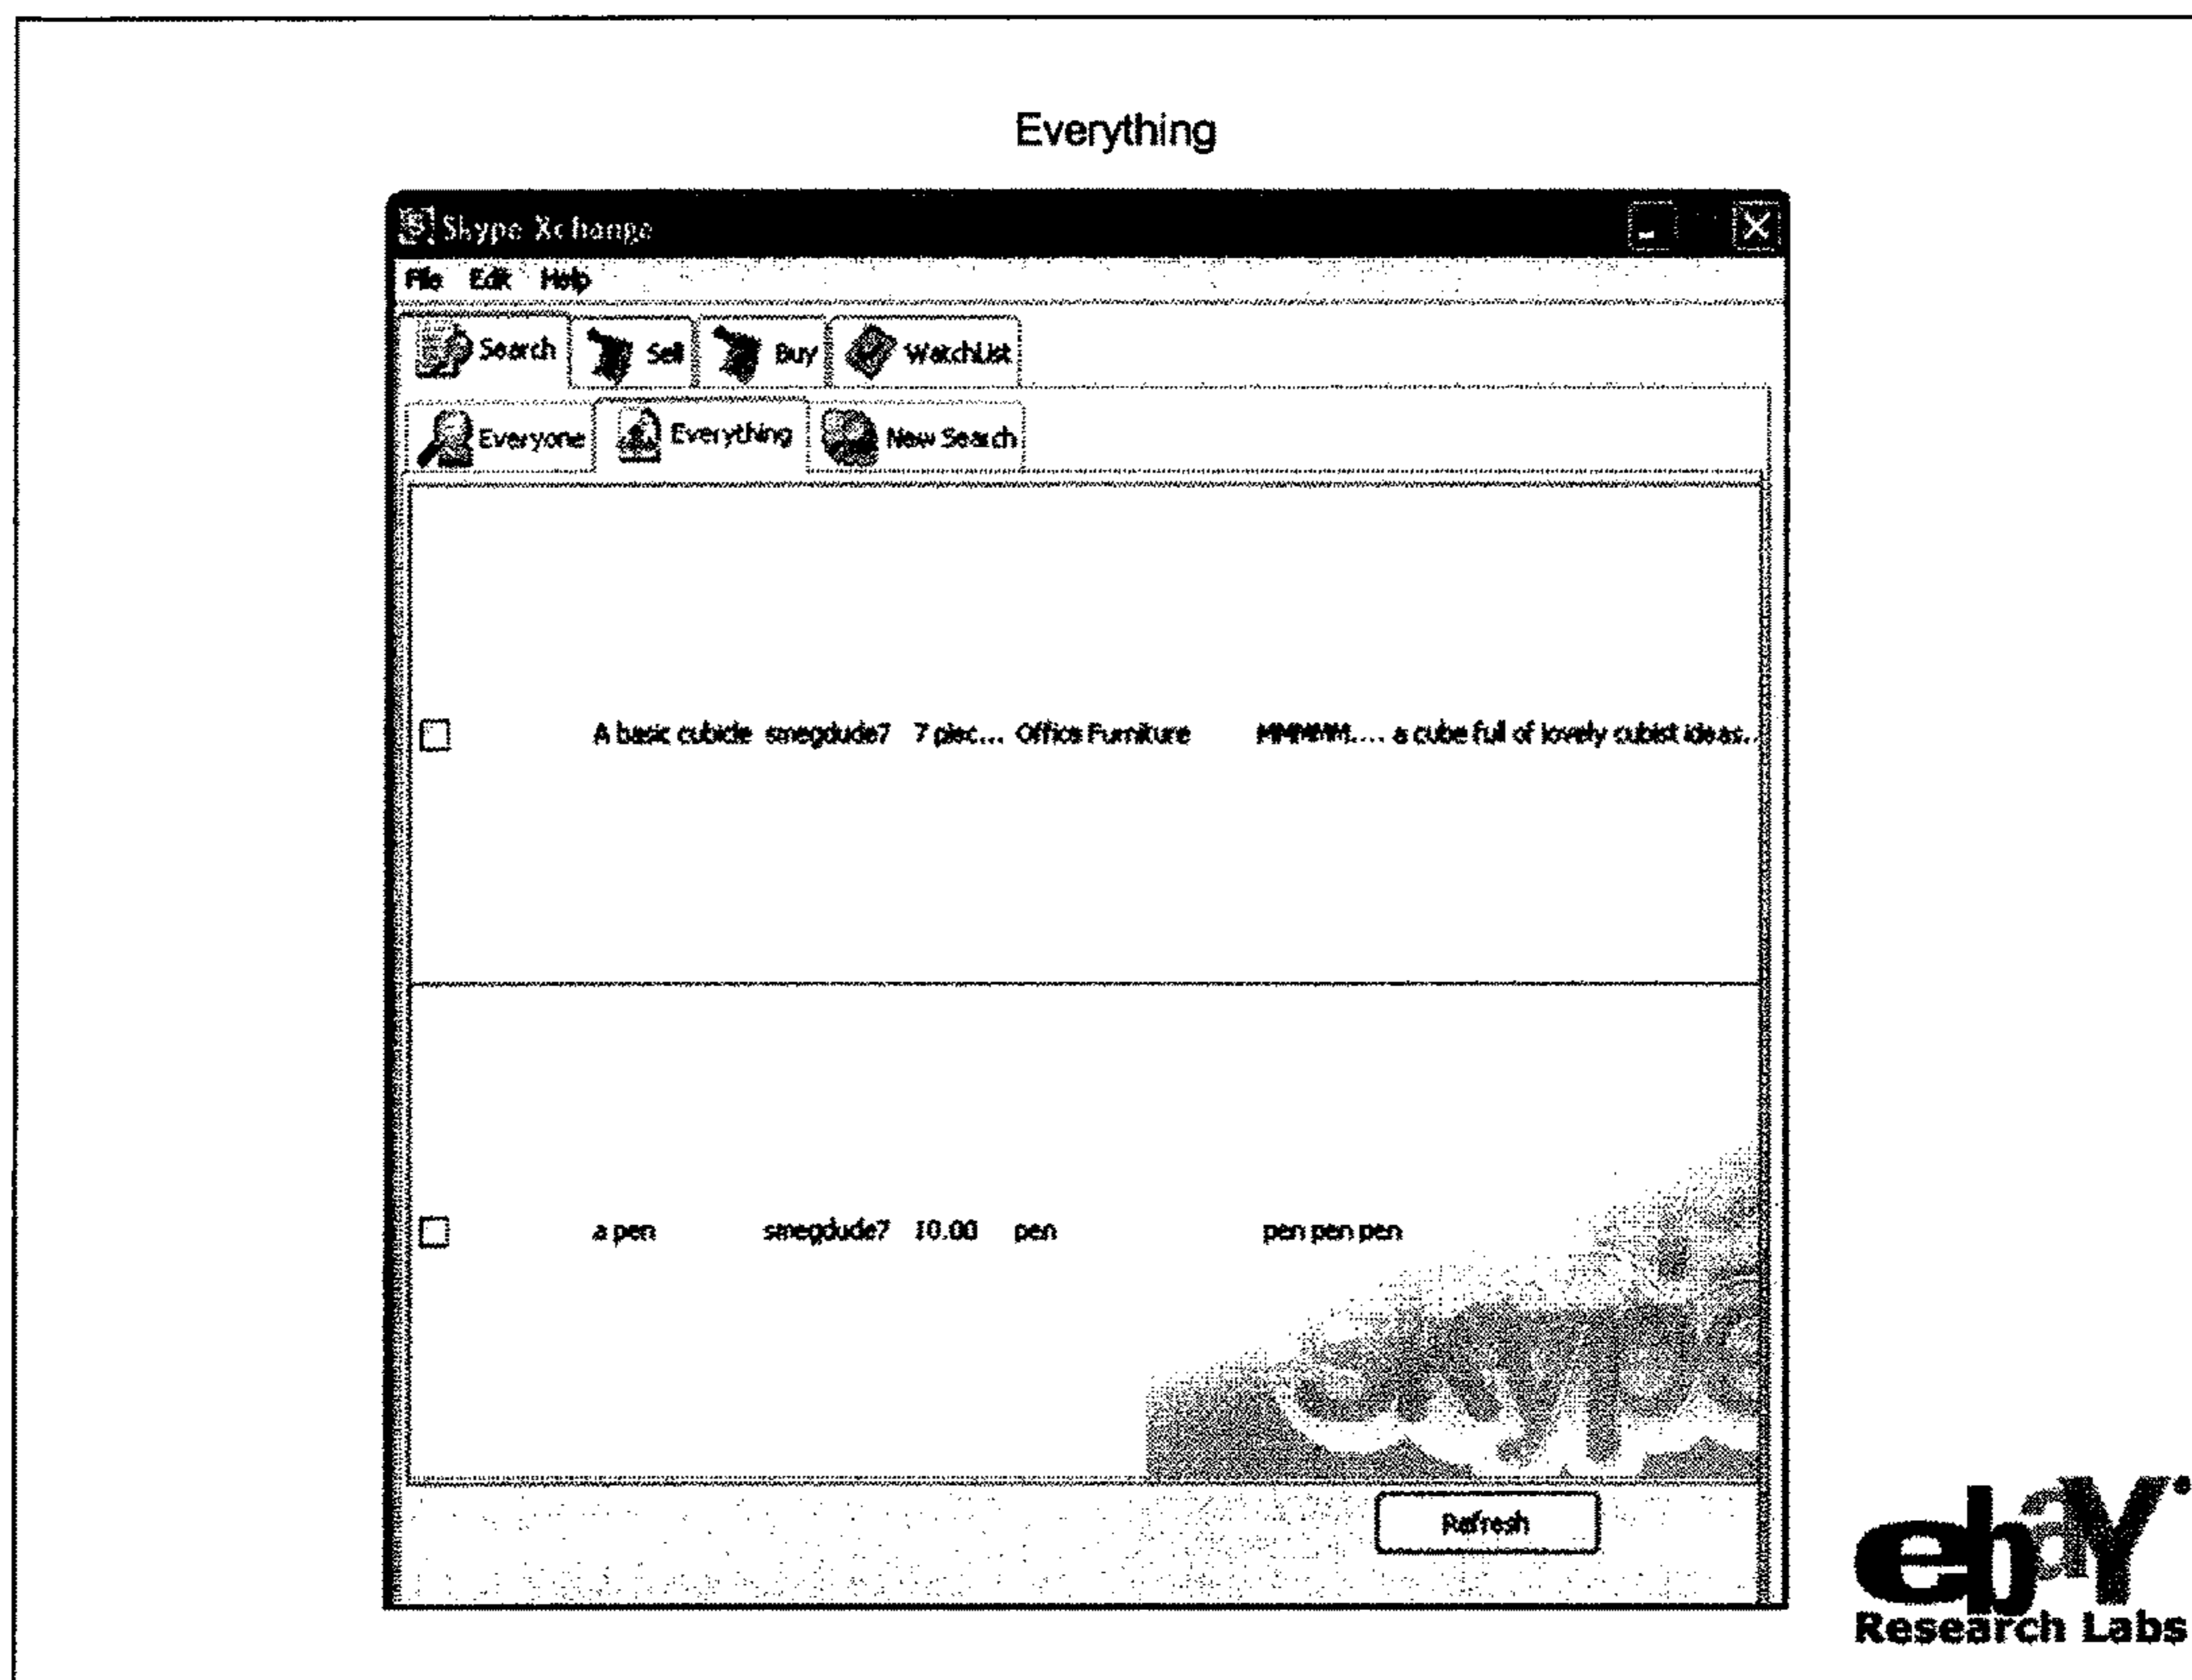 Everything
Skype Xchange
File Edit Help
Search Sell Buy WatchList
Everyone Everything New Search
A basic cubicle smegdude7 7 piec... Office Furniture MMMMM.... a cube full of lovely cubist ideas..
a pen smegdude7 10.00 pen pen pen pen
skype
Refresh
ebaY
Research Labs